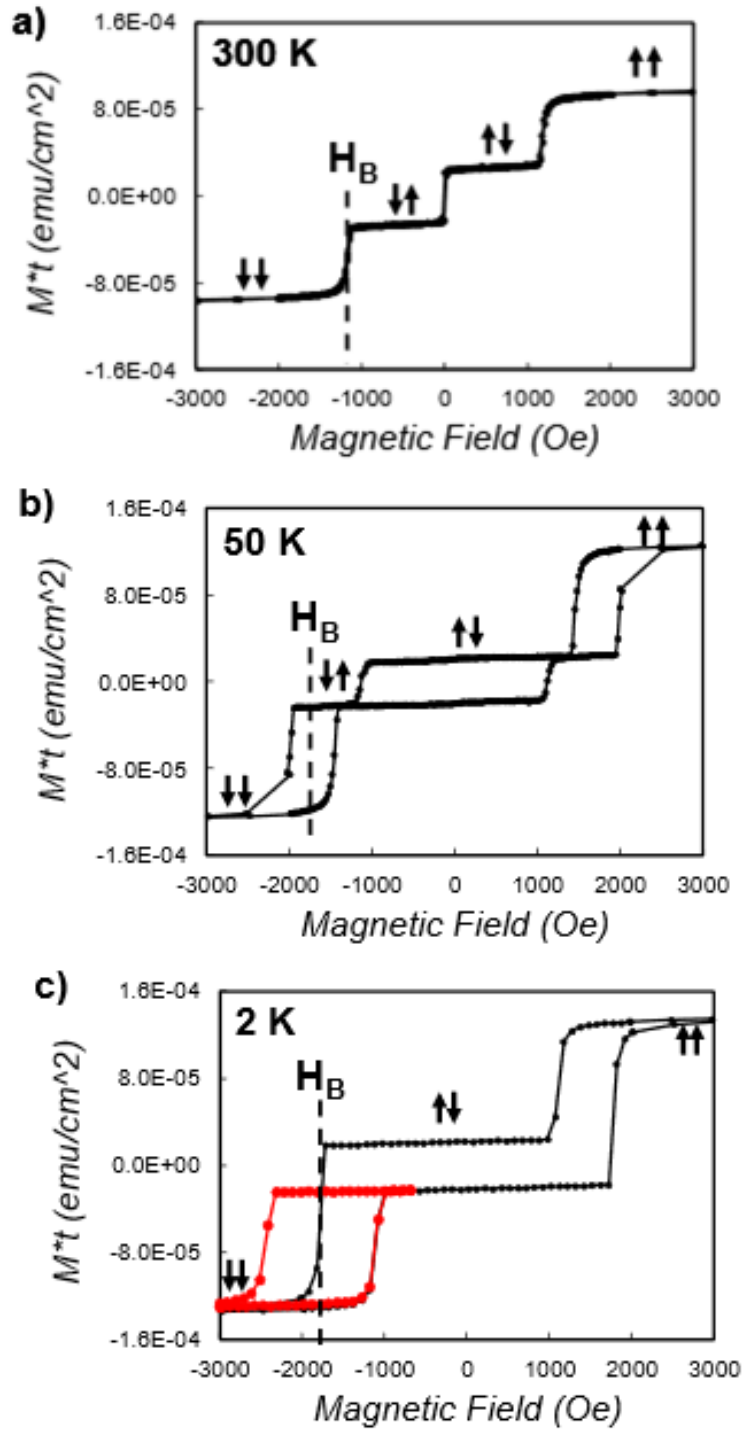 a)
300 K
H_B
↑↑
↑↓
↓↑
↓↓
1.6E-04
8.0E-05
0.0E+00
-8.0E-05
-1.6E-04
M*t (emu/cm^2)
-3000 -2000 -1000 0 1000 2000 3000
Magnetic Field (Oe)
b)
50 K
H_B
↑↑
↑↓
↓↑
↓↓
1.6E-04
8.0E-05
0.0E+00
-8.0E-05
-1.6E-04
M*t (emu/cm^2)
-3000 -2000 -1000 0 1000 2000 3000
Magnetic Field (Oe)
c)
2 K
H_B
↑↑
↑↓
↓↓
1.6E-04
8.0E-05
0.0E+00
-8.0E-05
-1.6E-04
M*t (emu/cm^2)
-3000 -2000 -1000 0 1000 2000 3000
Magnetic Field (Oe)